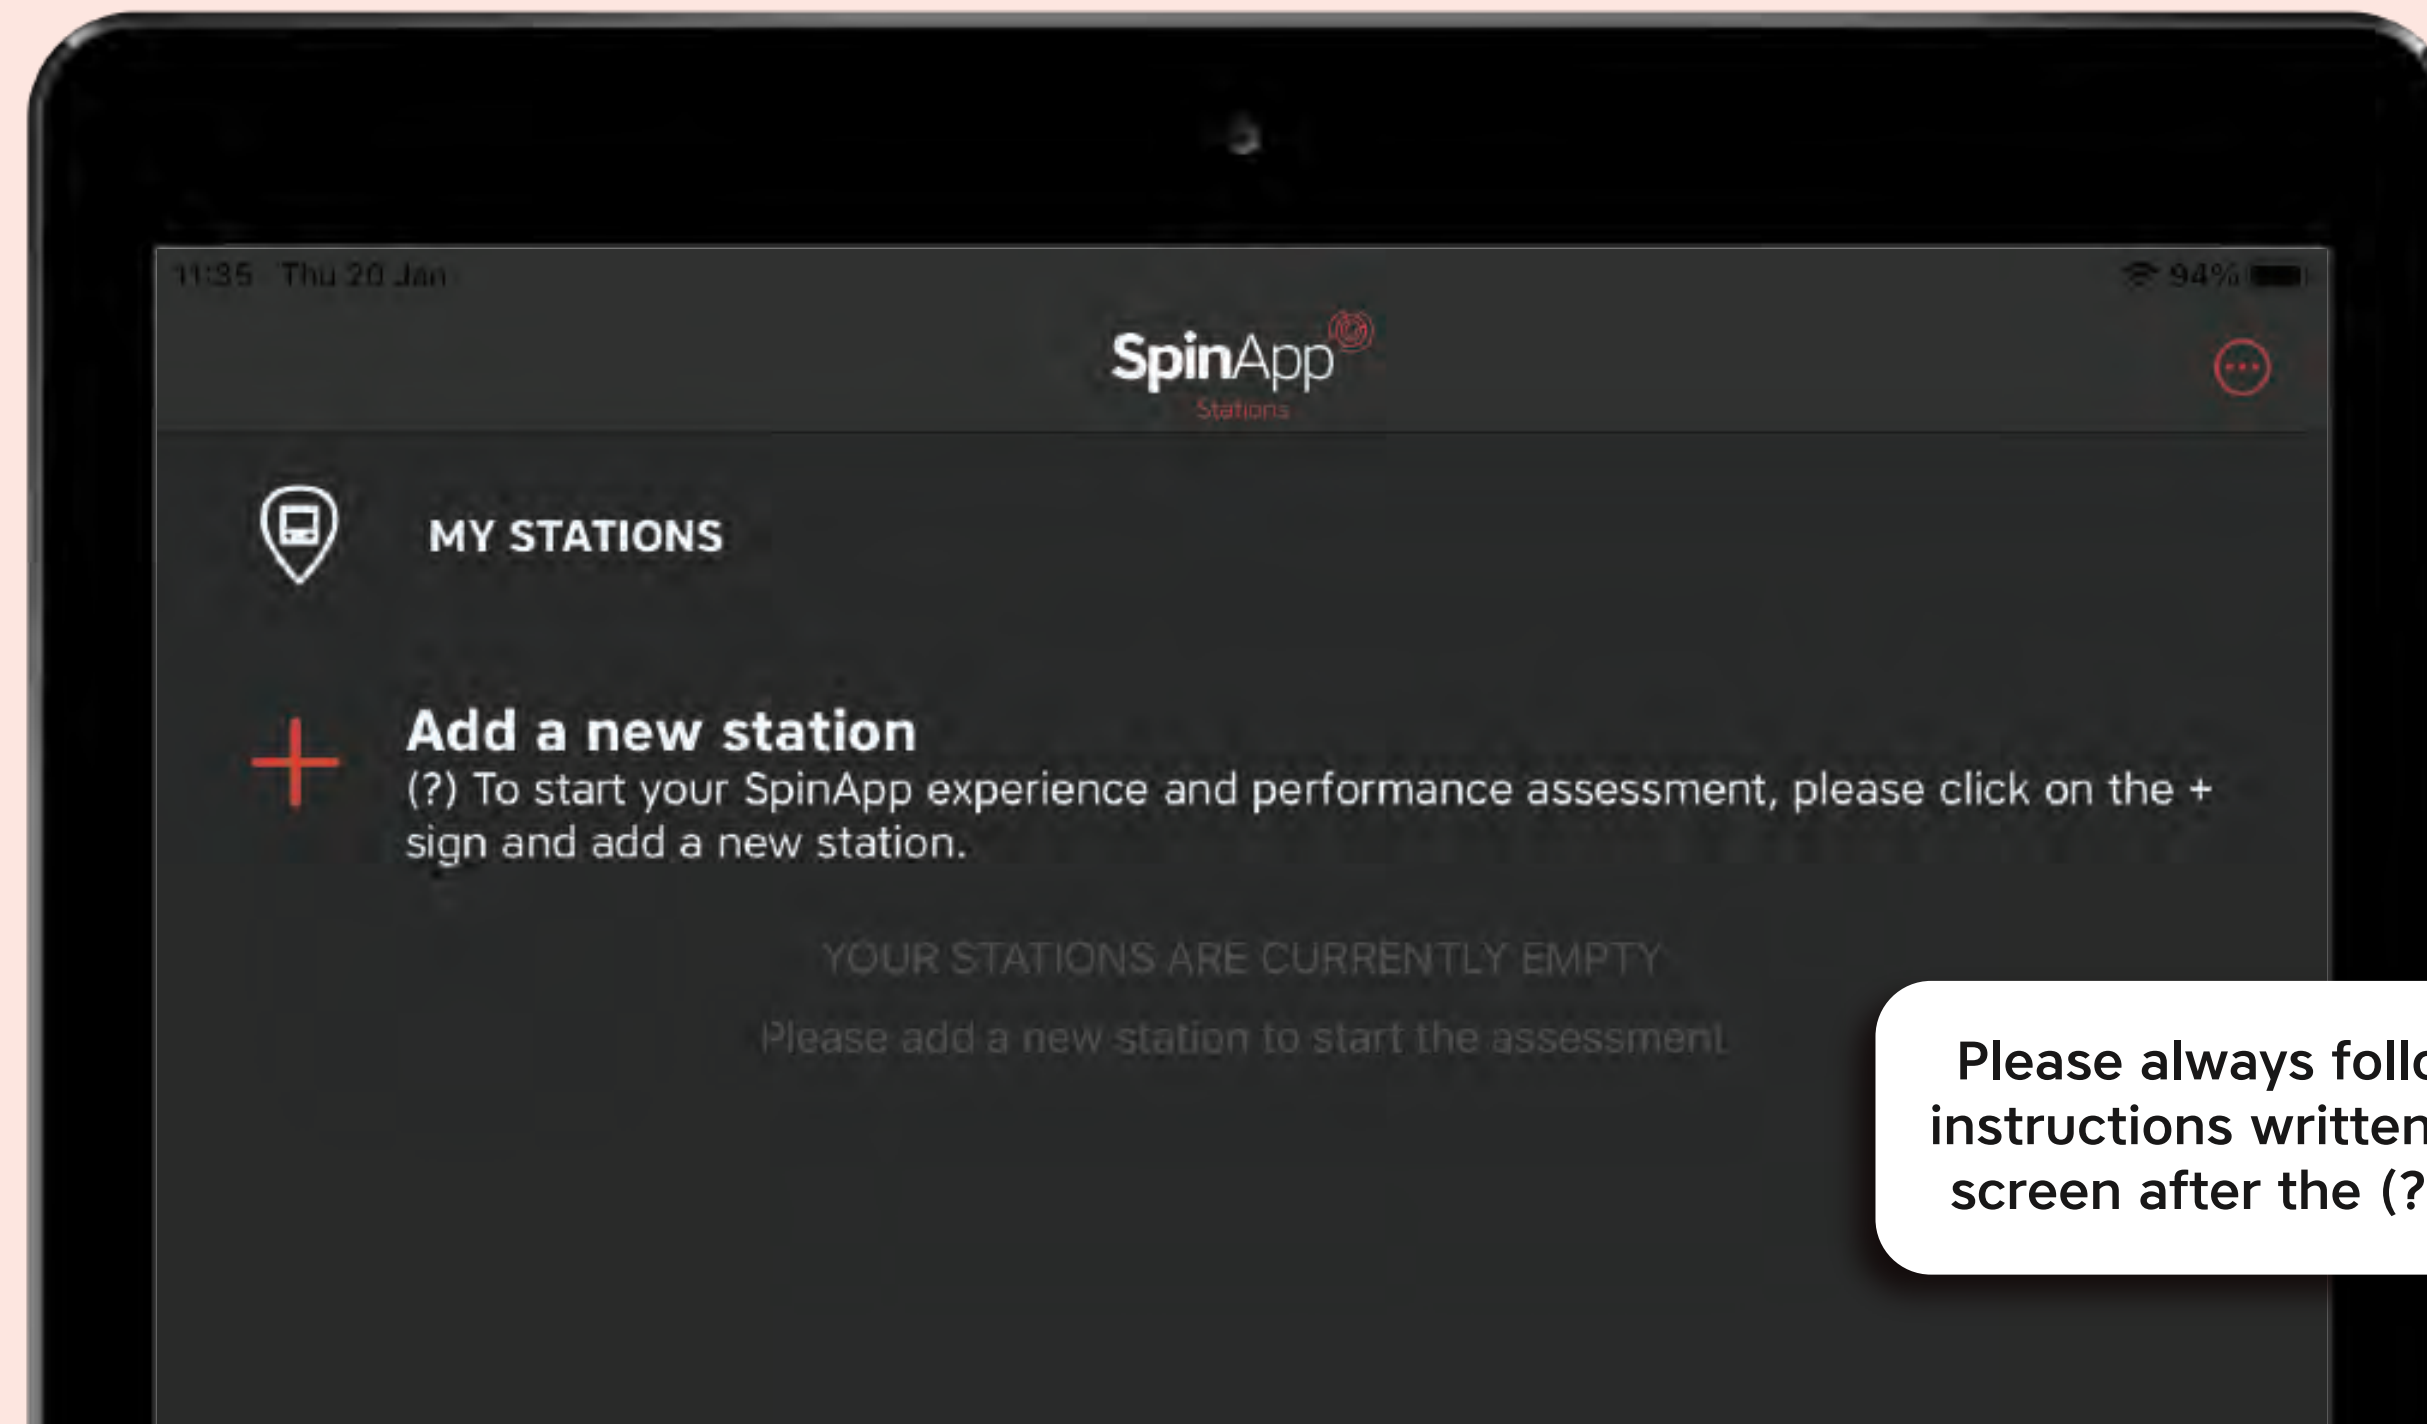 11:35 Thu 20 Jan
94%
SpinApp
Stations
MY STATIONS
Add a new station
(?) To start your SpinApp experience and performance assessment, please click on the +
sign and add a new station.
YOUR STATIONS ARE CURRENTLY EMPTY
Please add a new station to start the assessment
Please always
instructions written
screen after the (?